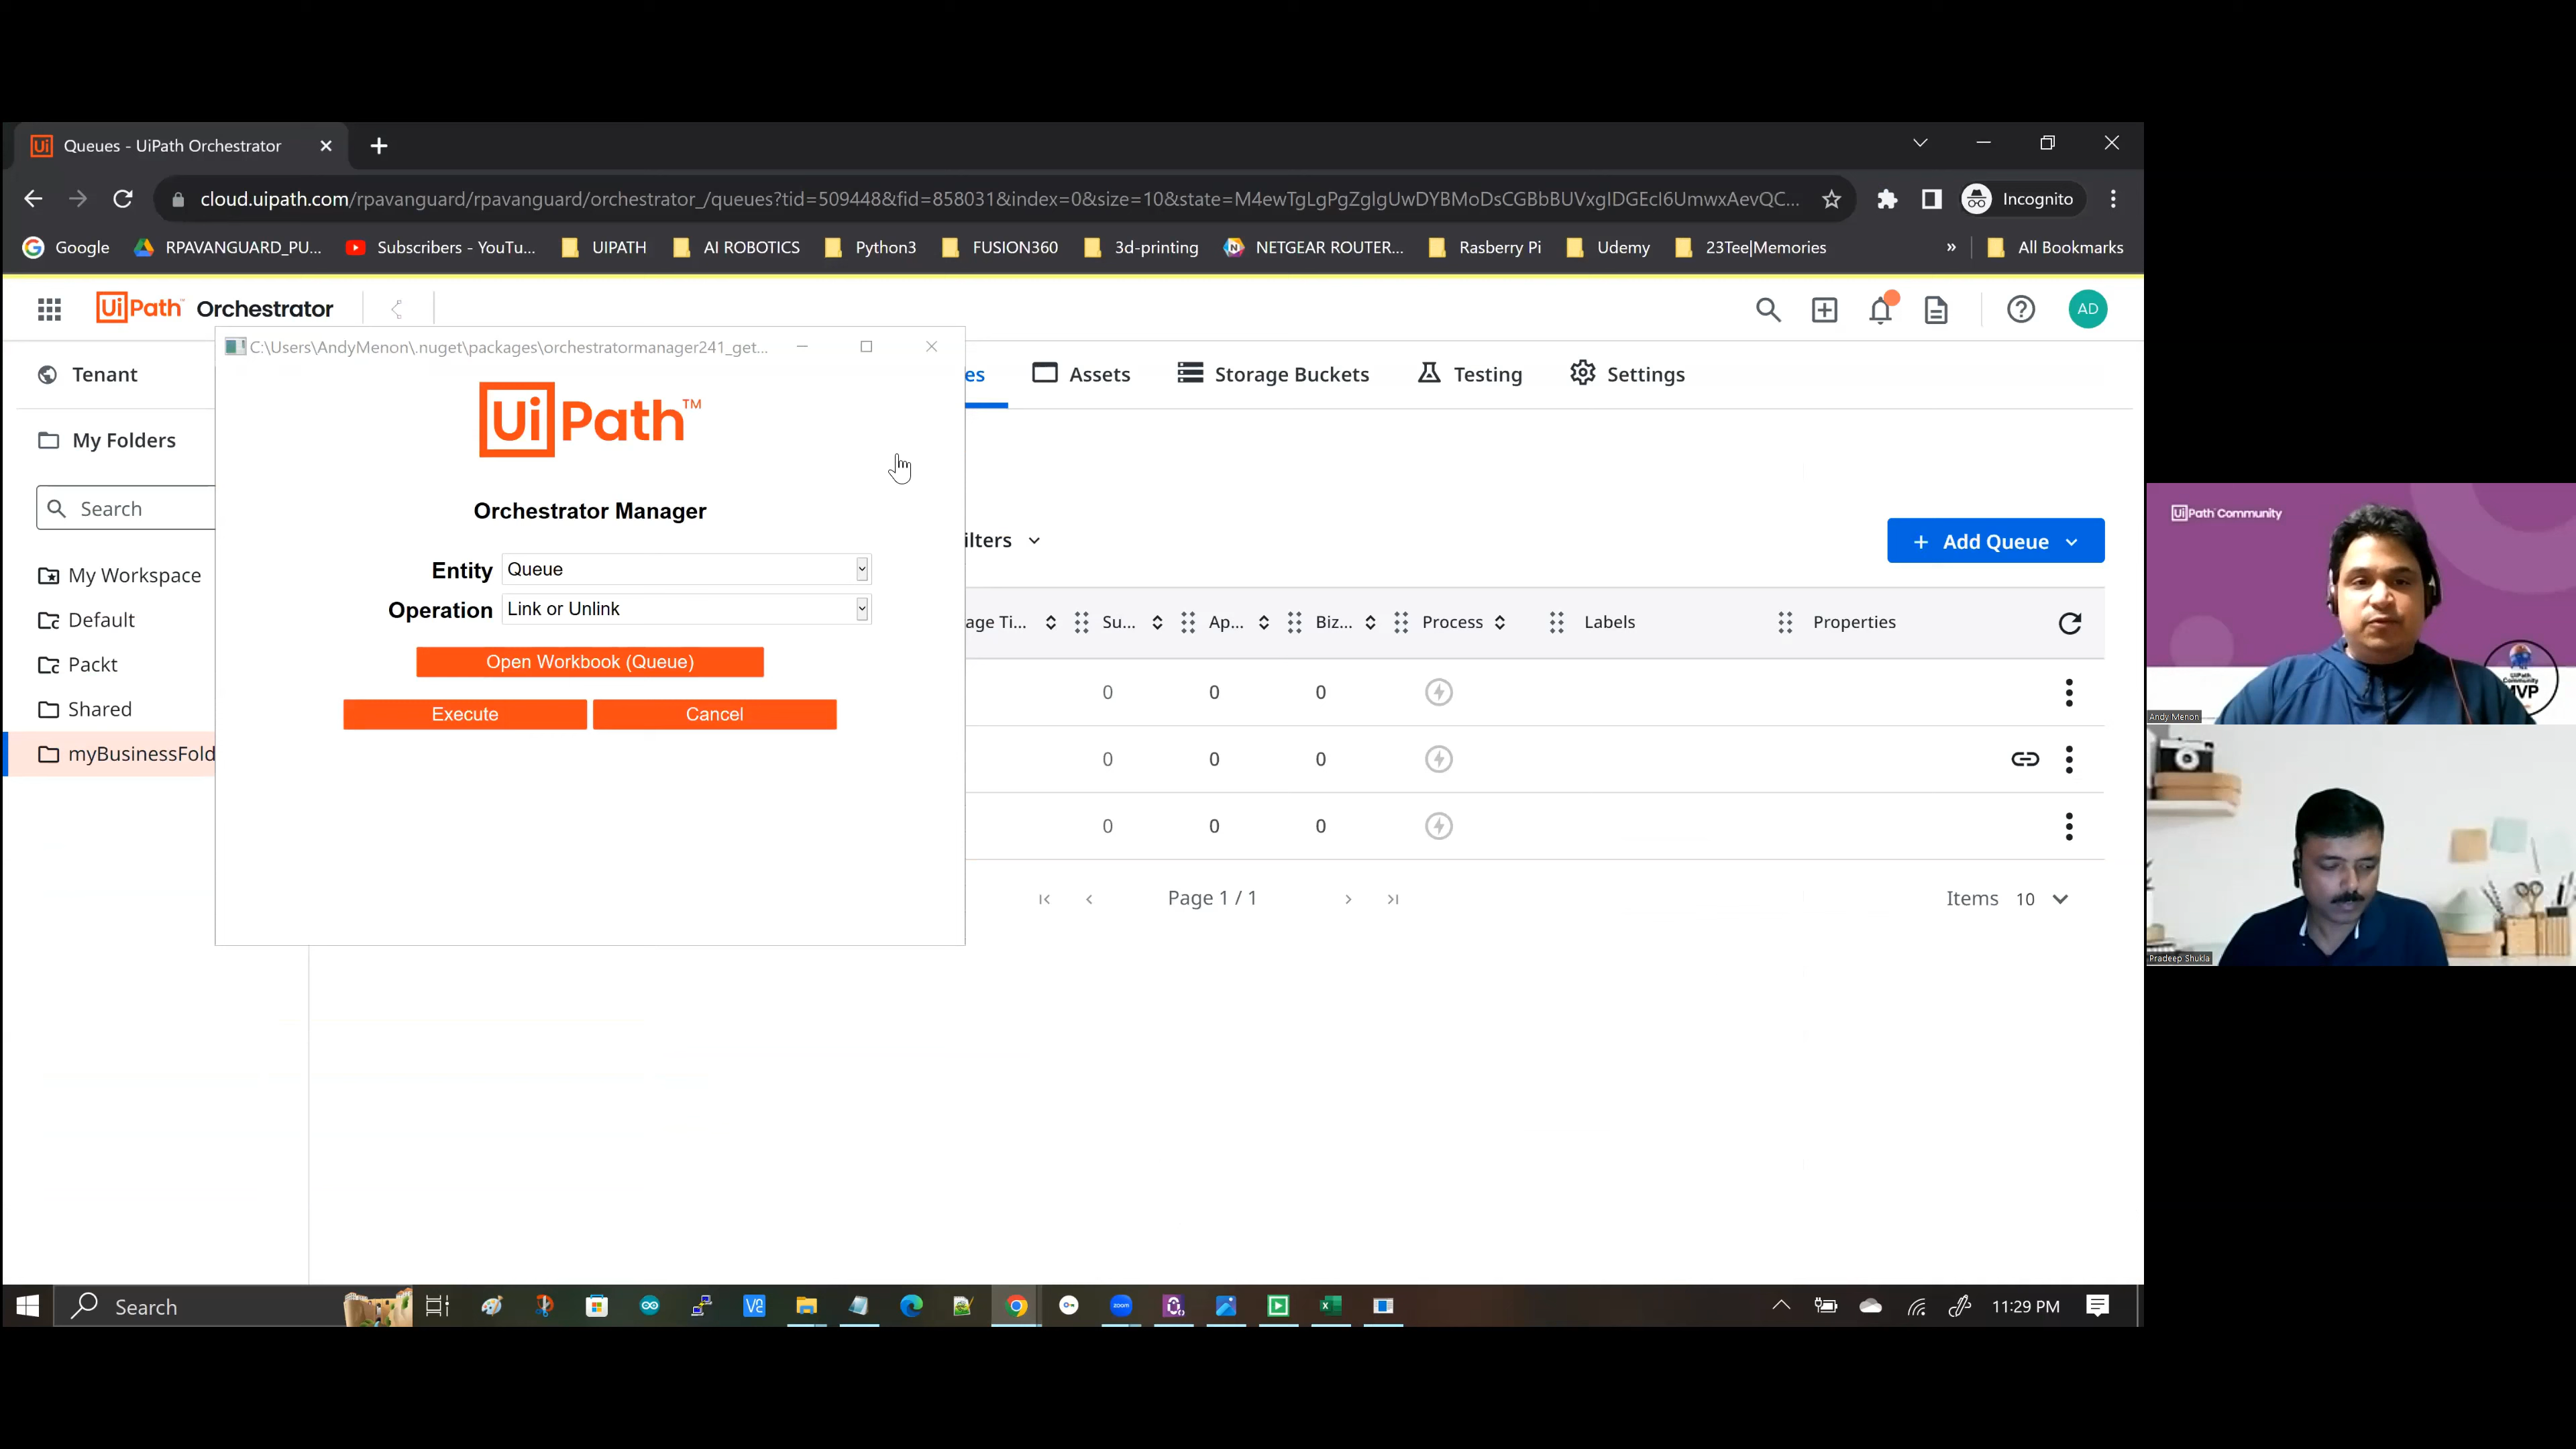 Queues - UiPath Orchestrator
cloud.uipath.com/rpavanguard/rpavanguard/orchestrator_/queues?tid=509448&fid=858031&index=0&size=10&state=M4ewTgLgPgZglgUwDYBMoDsCGBbBUVxgIDGEcI6UmwxAevQC...
Incognito
Google
RPAVANGUARD_PU...
Subscribers - YouTu...
UIPATH
AI ROBOTICS
Python3
FUSION360
3d-printing
NETGEAR ROUTER...
Rasberry Pi
Udemy
23Tee|Memories
»
All Bookmarks
UiPath™ Orchestrator
AD
C:\Users\AndyMenon\.nuget\packages\orchestratormanager241_get...
Tenant
es
Assets
Storage Buckets
Testing
Settings
UiPath™
My Folders
Search
Orchestrator Manager
UiPath Community
ilters
Add Queue
Entity Queue
My Workspace
Operation Link or Unlink
Default
age Ti...
Su...
Ap...
Biz...
Process
Labels
Properties
Open Workbook (Queue)
Packt
0 0 0
Shared
Execute Cancel
UiPath
Community
MVP
Andy Menon
myBusinessFold
0 0 0
0 0 0
Page 1 / 1
Items 10
Pradeep Shukla
Search
zoom
11:29 PM